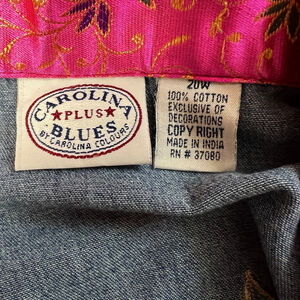 CAROLINA
★PLUS★
BLUES
BY CAROLINA COLOURS
20W
100% COTTON
EXCLUSIVE OF
DECORATIONS
COPY RIGHT
MADE IN INDIA
RN # 37080